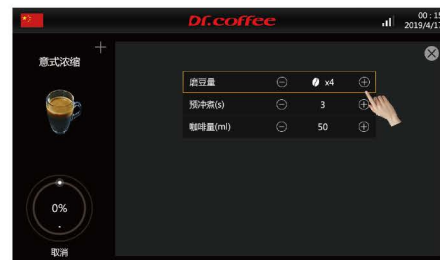 Dr.coffee
00 : 15
2019/4/17
意式浓缩
磨豆量 x4
预冲煮(s) 3
咖啡量(ml) 50
0%
取消